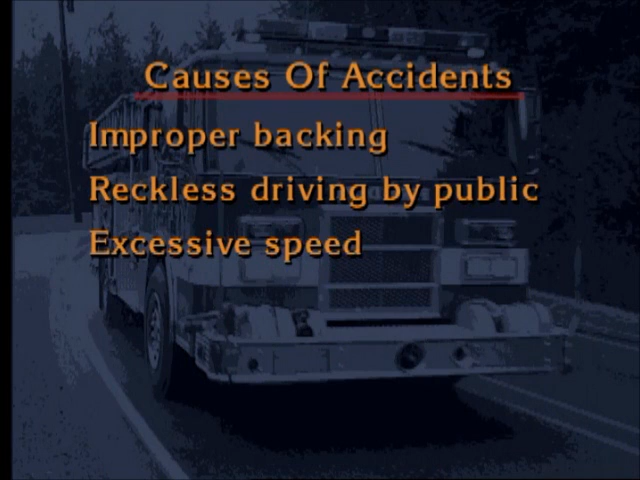 Causes Of Accidents
Improper backing
Reckless driving by public
Excessive speed